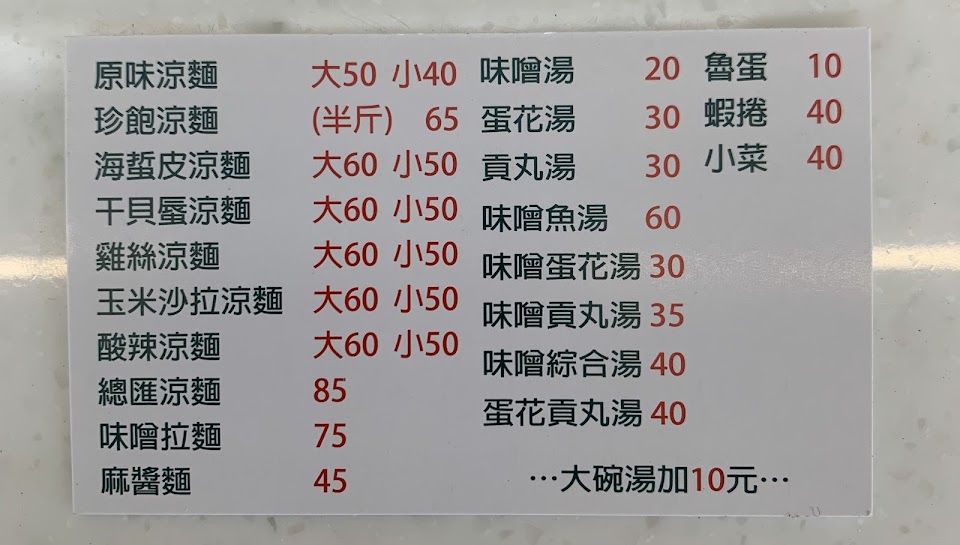 原味涼麵 大50 小40
珍飽涼麵 (半斤) 65
海蜇皮涼麵 大60 小50
干貝蜃涼麵 大60 小50
雞絲涼麵 大60 小50
玉米沙拉涼麵 大60 小50
酸辣涼麵 大60 小50
總匯涼麵 85
味噌拉麵 75
麻醬麵 45
味噌湯 20
蛋花湯 30
貢丸湯 30
味噌魚湯 60
味噌蛋花湯 30
味噌貢丸湯 35
味噌綜合湯 40
蛋花貢丸湯 40
魯蛋 10
蝦捲 40
小菜 40
…大碗湯加10元…